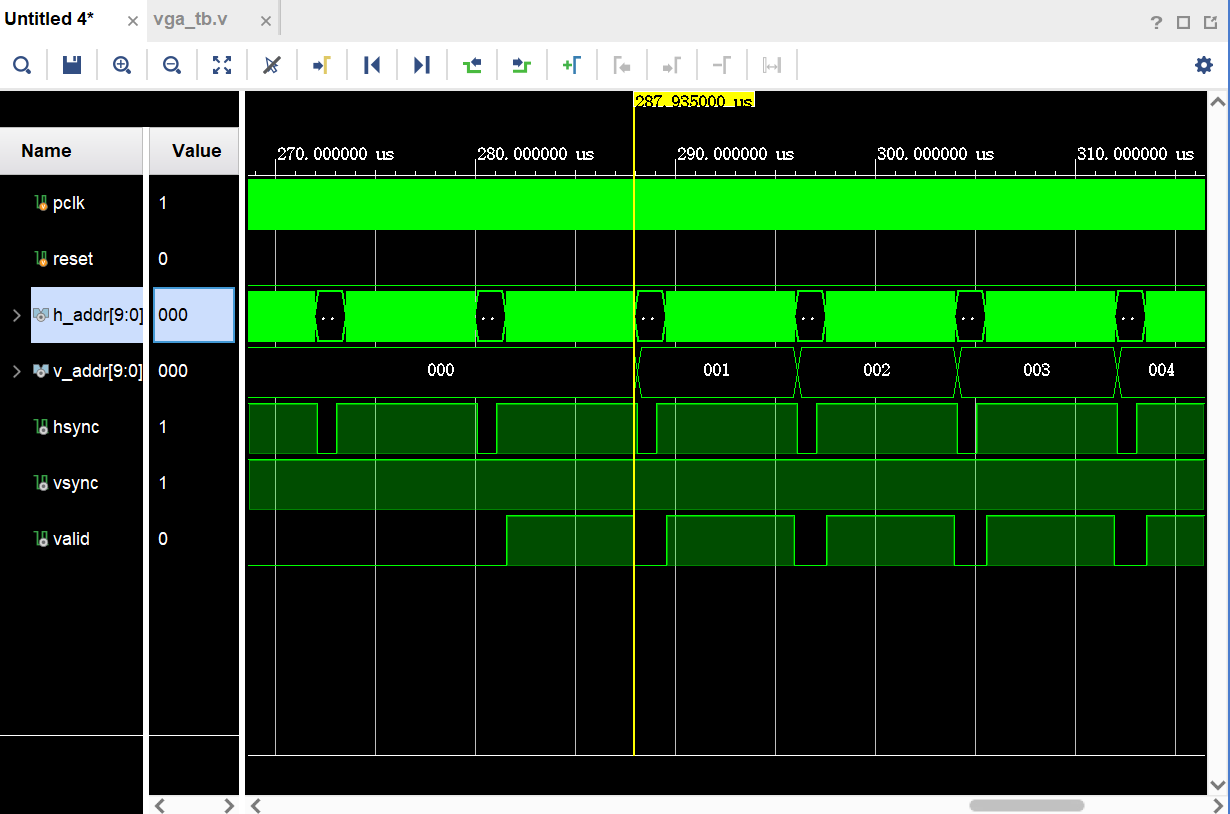 Untitled 4*
vga_tb.v
287.935000 us
Name Value
270.000000 us 280.000000 us 290.000000 us 300.000000 us 310.000000 us
pclk 1
reset 0
h_addr[9:0] 000 .. .. .. .. .. ..
v_addr[9:0] 000 000 001 002 003 004
hsync 1
vsync 1
valid 0